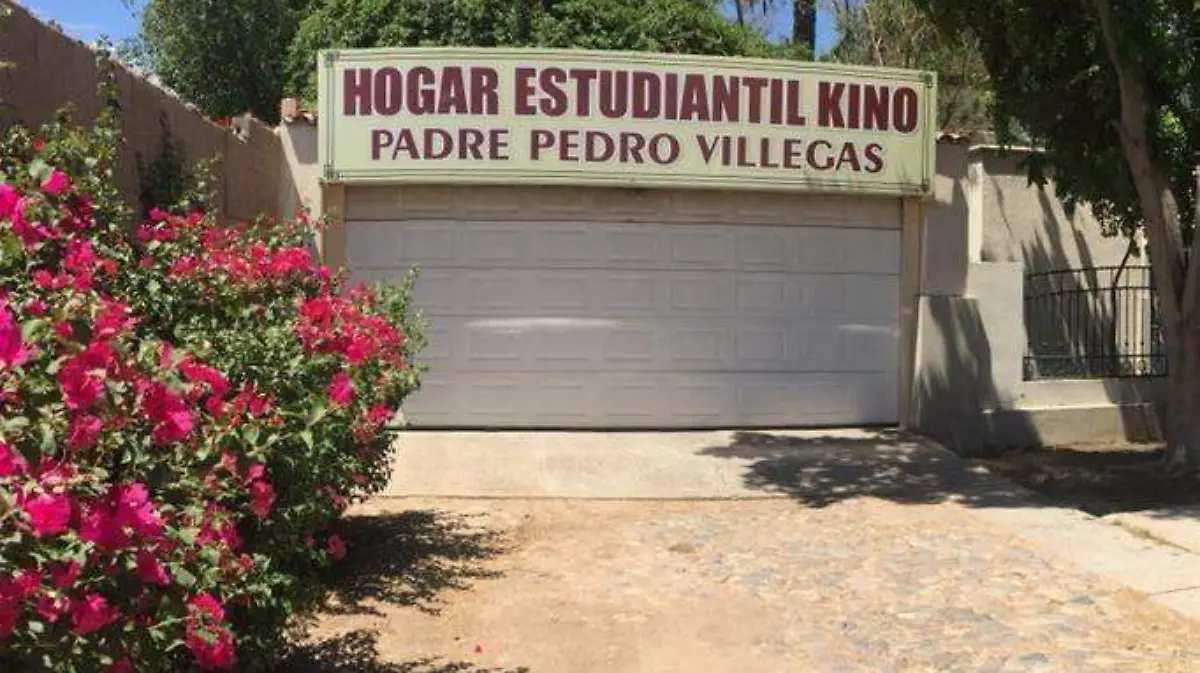 HOGAR ESTUDIANTIL KINO
PADRE PEDRO VILLEGAS